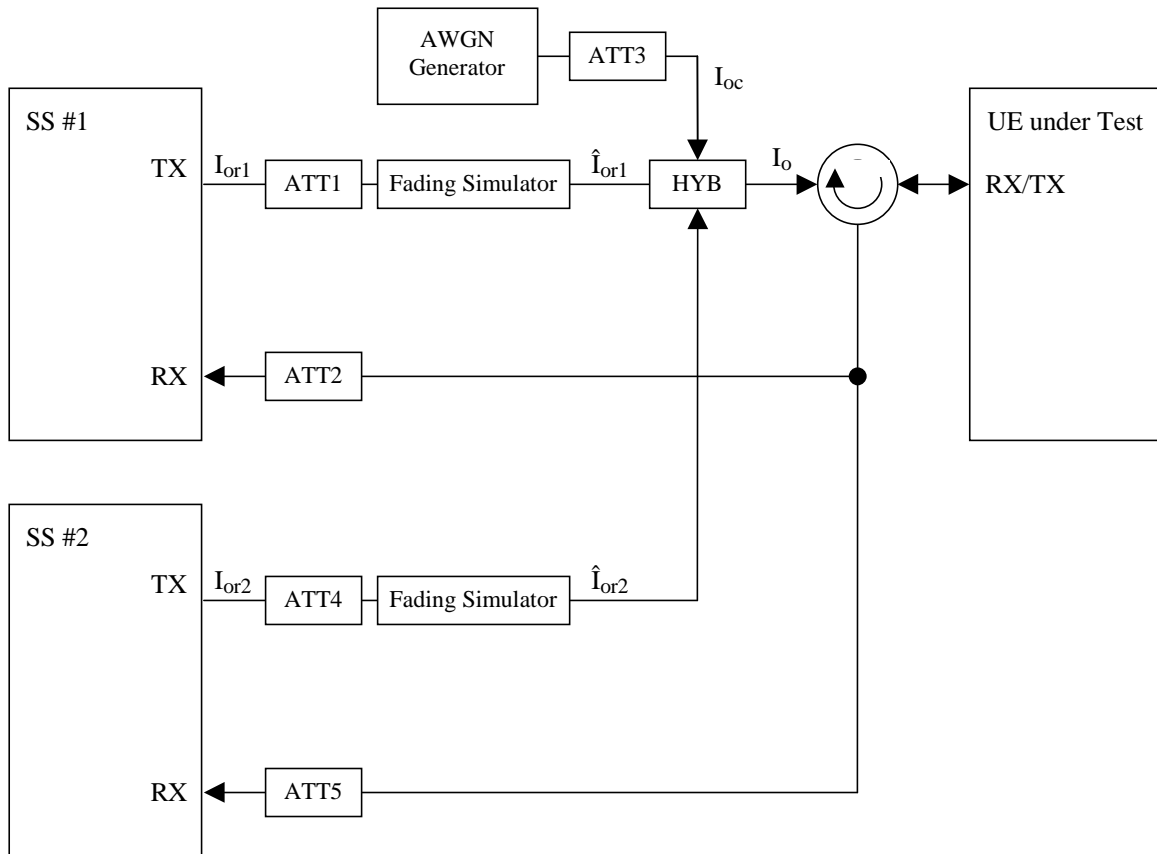 AWGN
Generator
ATT3
I_oc
SS #1
UE under Test
TX
I_or1
ATT1
Fading Simulator
Î_or1
HYB
I_o
RX/TX
RX
ATT2
SS #2
TX
I_or2
ATT4
Fading Simulator
Î_or2
RX
ATT5